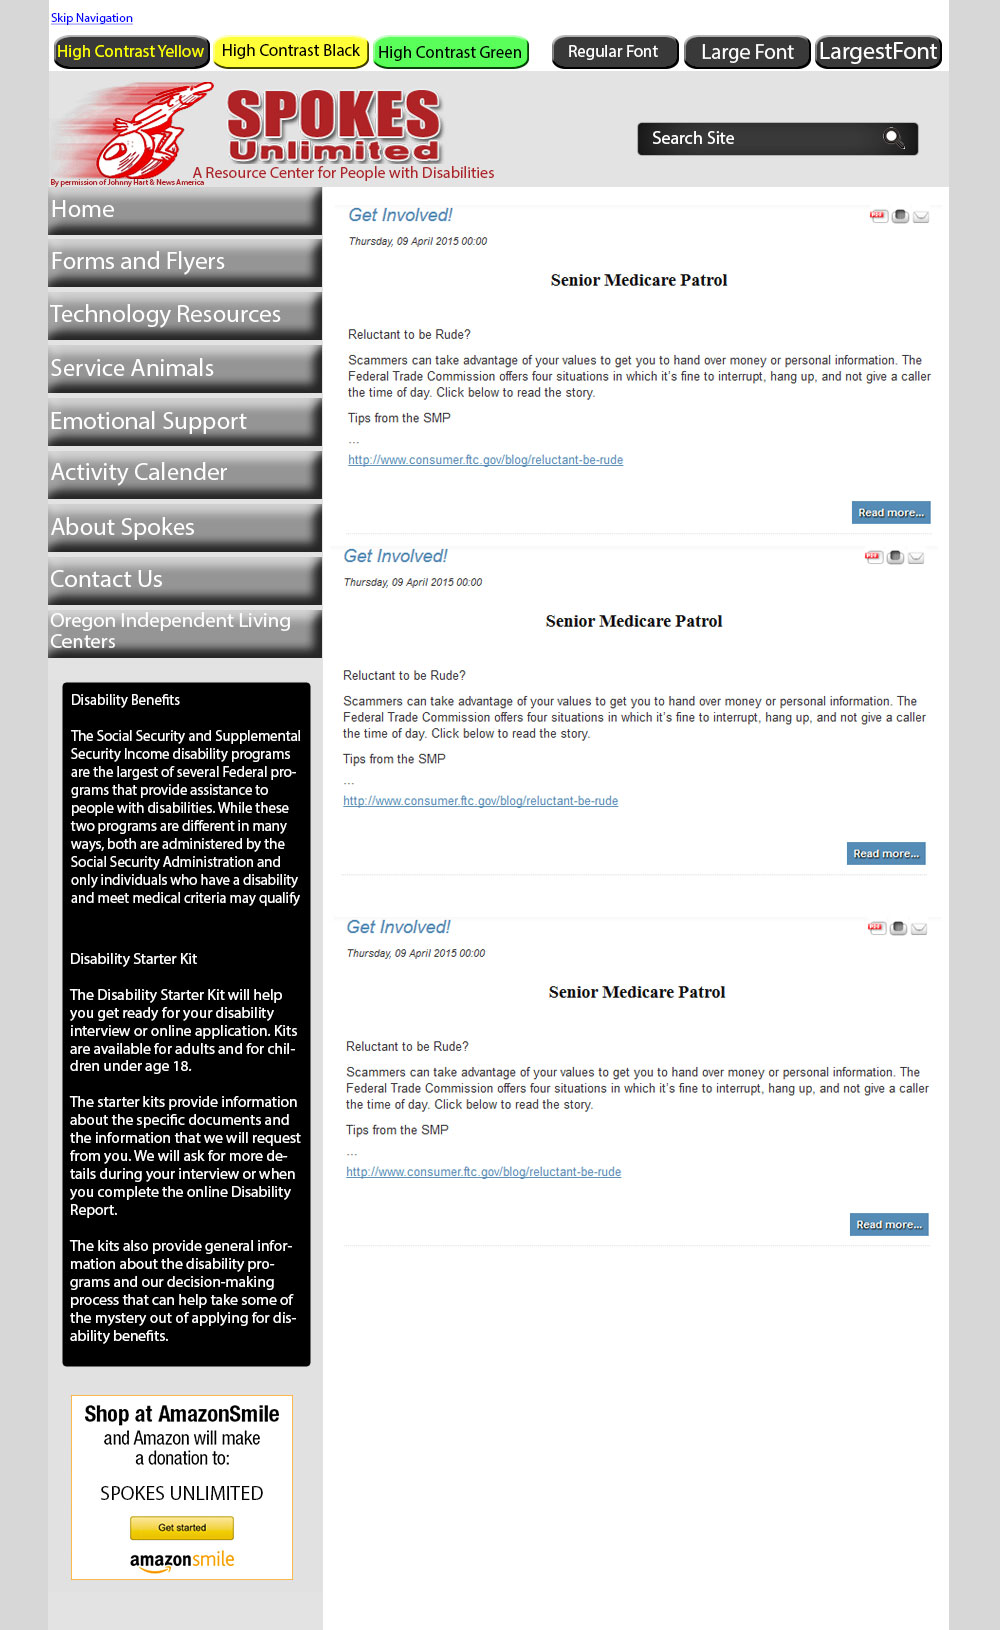 Skip Navigation
High Contrast Yellow
High Contrast Black
High Contrast Green
Regular Font
Large Font
LargestFont
SPOKES
Unlimited
A Resource Center for People with Disabilities
By permission of Johnny Hart & News America
Search Site
Home
Forms and Flyers
Technology Resources
Service Animals
Emotional Support
Activity Calender
About Spokes
Contact Us
Oregon Independent Living
Centers
Disability Benefits
The Social Security and Supplemental
Security Income disability programs
are the largest of several Federal pro-
grams that provide assistance to
people with disabilities. While these
two programs are different in many
ways, both are administered by the
Social Security Administration and
only individuals who have a disability
and meet medical criteria may qualify
Disability Starter Kit
The Disability Starter Kit will help
you get ready for your disability
interview or online application. Kits
are available for adults and for chil-
dren under age 18.
The starter kits provide information
about the specific documents and
the information that we will request
from you. We will ask for more de-
tails during your interview or when
you complete the online Disability
Report.
The kits also provide general infor-
mation about the disability pro-
grams and our decision-making
process that can help take some of
the mystery out of applying for dis-
ability benefits.
Shop at AmazonSmile
and Amazon will make
a donation to:
SPOKES UNLIMITED
Get started
amazonsmile
Get Involved!
PDF
Thursday, 09 April 2015 00:00
Senior Medicare Patrol
Reluctant to be Rude?
Scammers can take advantage of your values to get you to hand over money or personal information. The
Federal Trade Commission offers four situations in which it's fine to interrupt, hang up, and not give a caller
the time of day. Click below to read the story.
Tips from the SMP
...
http://www.consumer.ftc.gov/blog/reluctant-be-rude
Read more...
Get Involved!
PDF
Thursday, 09 April 2015 00:00
Senior Medicare Patrol
Reluctant to be Rude?
Scammers can take advantage of your values to get you to hand over money or personal information. The
Federal Trade Commission offers four situations in which it's fine to interrupt, hang up, and not give a caller
the time of day. Click below to read the story.
Tips from the SMP
...
http://www.consumer.ftc.gov/blog/reluctant-be-rude
Read more...
Get Involved!
PDF
Thursday, 09 April 2015 00:00
Senior Medicare Patrol
Reluctant to be Rude?
Scammers can take advantage of your values to get you to hand over money or personal information. The
Federal Trade Commission offers four situations in which it's fine to interrupt, hang up, and not give a caller
the time of day. Click below to read the story.
Tips from the SMP
...
http://www.consumer.ftc.gov/blog/reluctant-be-rude
Read more...